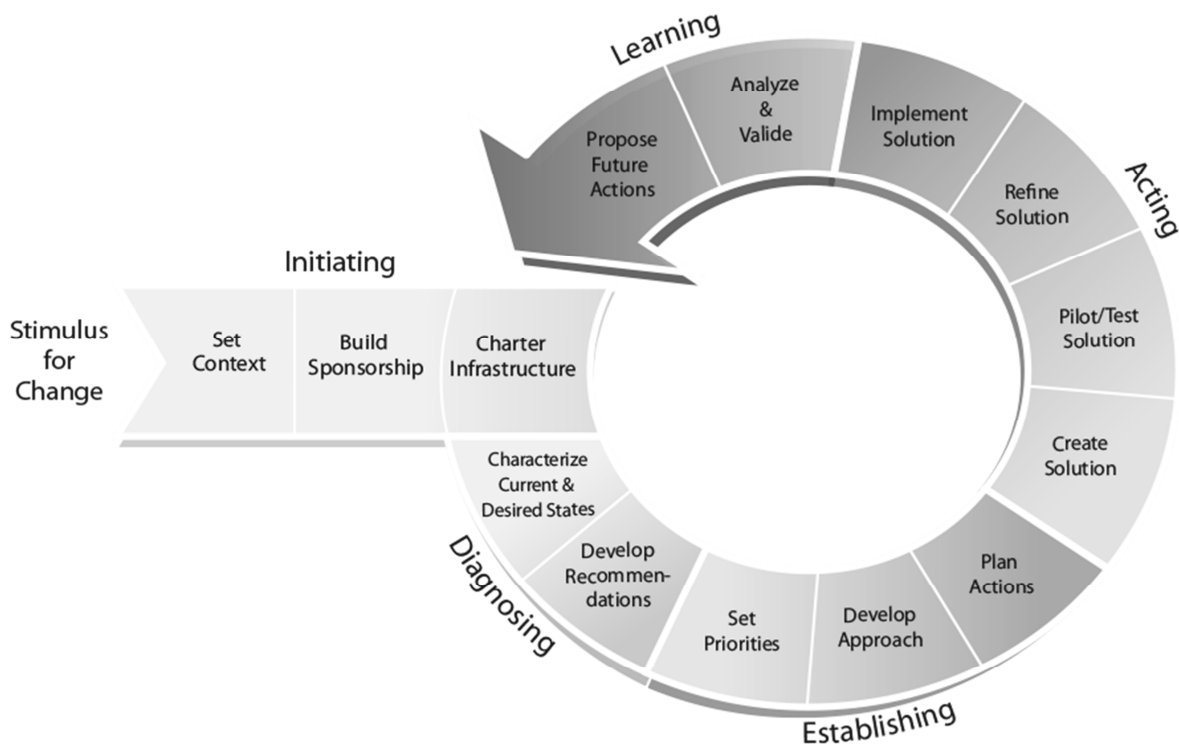 Stimulus
for
Change
Initiating
Set
Context
Build
Sponsorship
Charter
Infrastructure
Diagnosing
Characterize
Current &
Desired States
Develop
Recommen-
dations
Establishing
Set
Priorities
Develop
Approach
Plan
Actions
Acting
Create
Solution
Pilot/Test
Solution
Refine
Solution
Implement
Solution
Learning
Analyze
&
Valide
Propose
Future
Actions